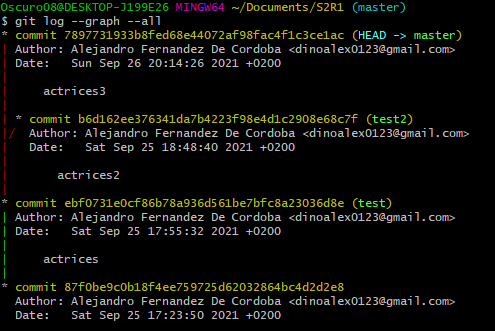 Oscuro08@DESKTOP-J199E26 MINGW64 ~/Documents/S2R1 (master)
$ git log --graph --all
* commit 7897731933b8fed68e44072af98fac4f1c3ce1ac (HEAD -> master)
| Author: Alejandro Fernandez De Cordoba <dinoalex0123@gmail.com>
| Date:   Sun Sep 26 20:14:26 2021 +0200
|
|     actrices3
|
| * commit b6d162ee376341da7b4223f98e4d1c2908e68c7f (test2)
|/  Author: Alejandro Fernandez De Cordoba <dinoalex0123@gmail.com>
|   Date:   Sat Sep 25 18:48:40 2021 +0200
|
|       actrices2
|
* commit ebf0731e0cf86b78a936d561be7bfc8a23036d8e (test)
| Author: Alejandro Fernandez De Cordoba <dinoalex0123@gmail.com>
| Date:   Sat Sep 25 17:55:32 2021 +0200
|
|     actrices
|
* commit 87f0be9c0b18f4ee759725d62032864bc4d2d2e8
  Author: Alejandro Fernandez De Cordoba <dinoalex0123@gmail.com>
  Date:   Sat Sep 25 17:23:50 2021 +0200